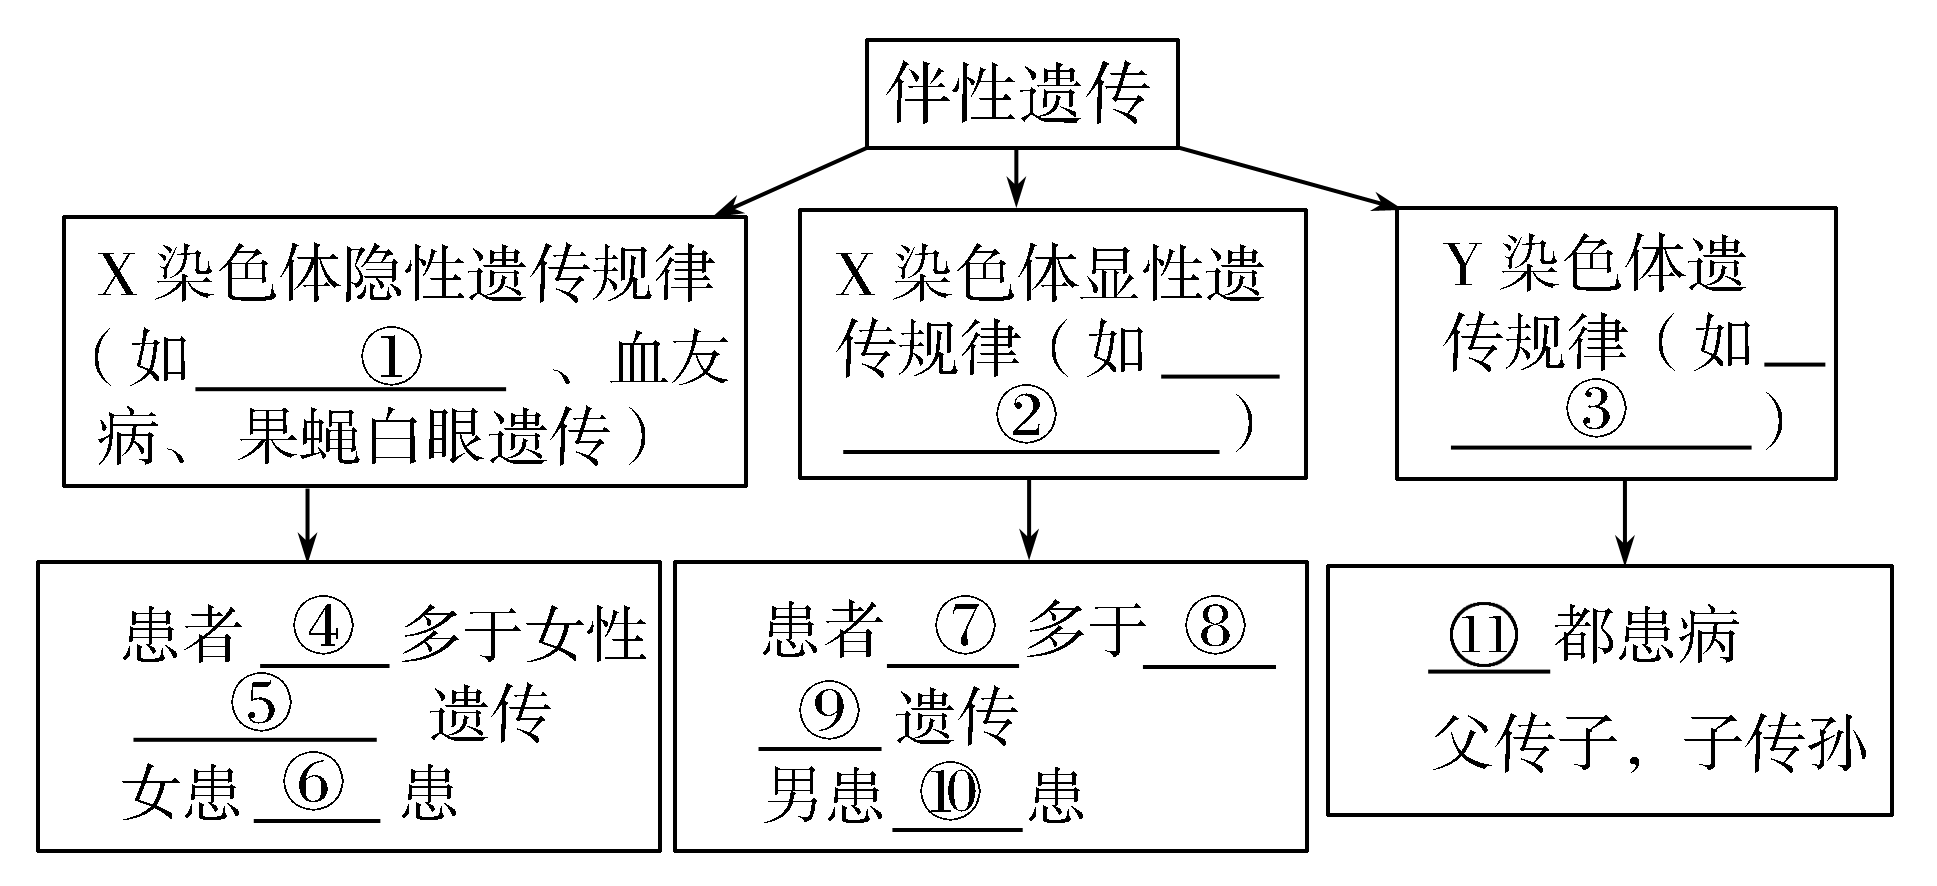 伴性遗传
X 染色体隐性遗传规律
（如 ① 、血友
病、果蝇白眼遗传）
X 染色体显性遗
传规律（如
② ）
Y 染色体遗
传规律（如
③ ）
患者 ④ 多于女性
⑤ 遗传
女患 ⑥ 患
患者 ⑦ 多于 ⑧
⑨ 遗传
男患 ⑩ 患
⑪ 都患病
父传子，子传孙